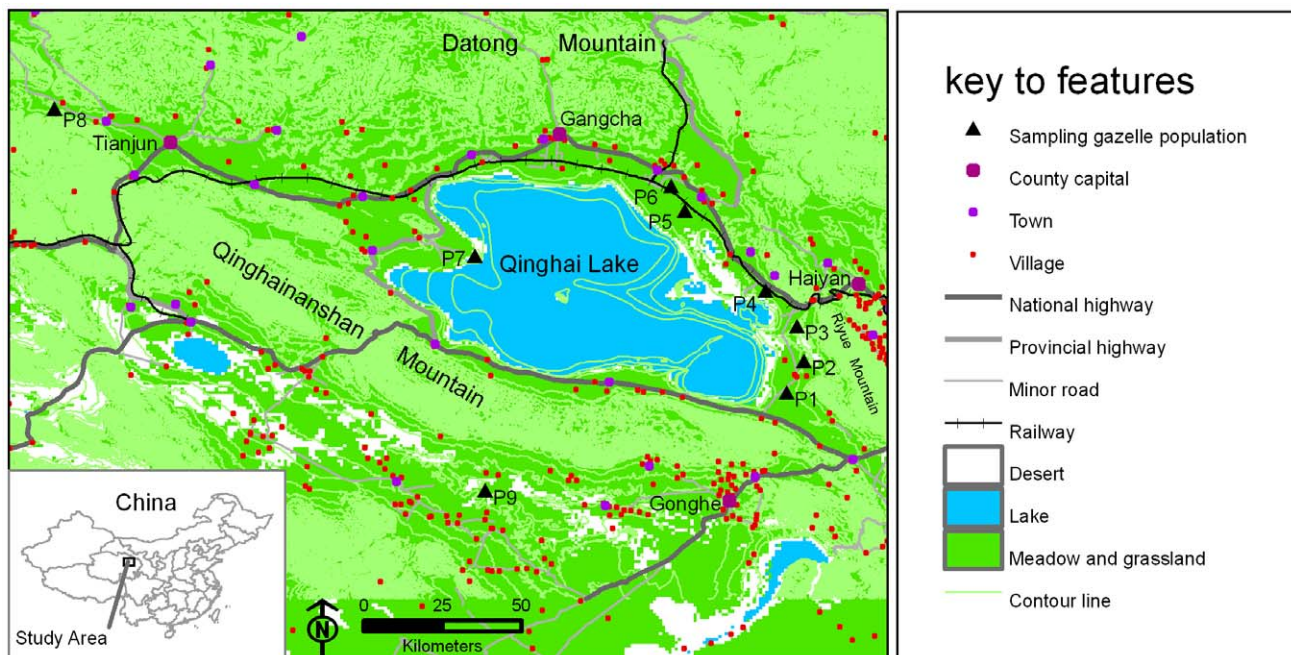 Datong Mountain
P8
Gangcha
Tianjun
P6
P5
P7
Qinghai Lake
Haiyan
P4
Qinghainanshan
Mountain
P3
Riyue Mountain
P2
P1
P9
Gonghe
China
Study Area
0 25 50
Kilometers
N
key to features
Sampling gazelle population
County capital
Town
Village
National highway
Provincial highway
Minor road
Railway
Desert
Lake
Meadow and grassland
Contour line